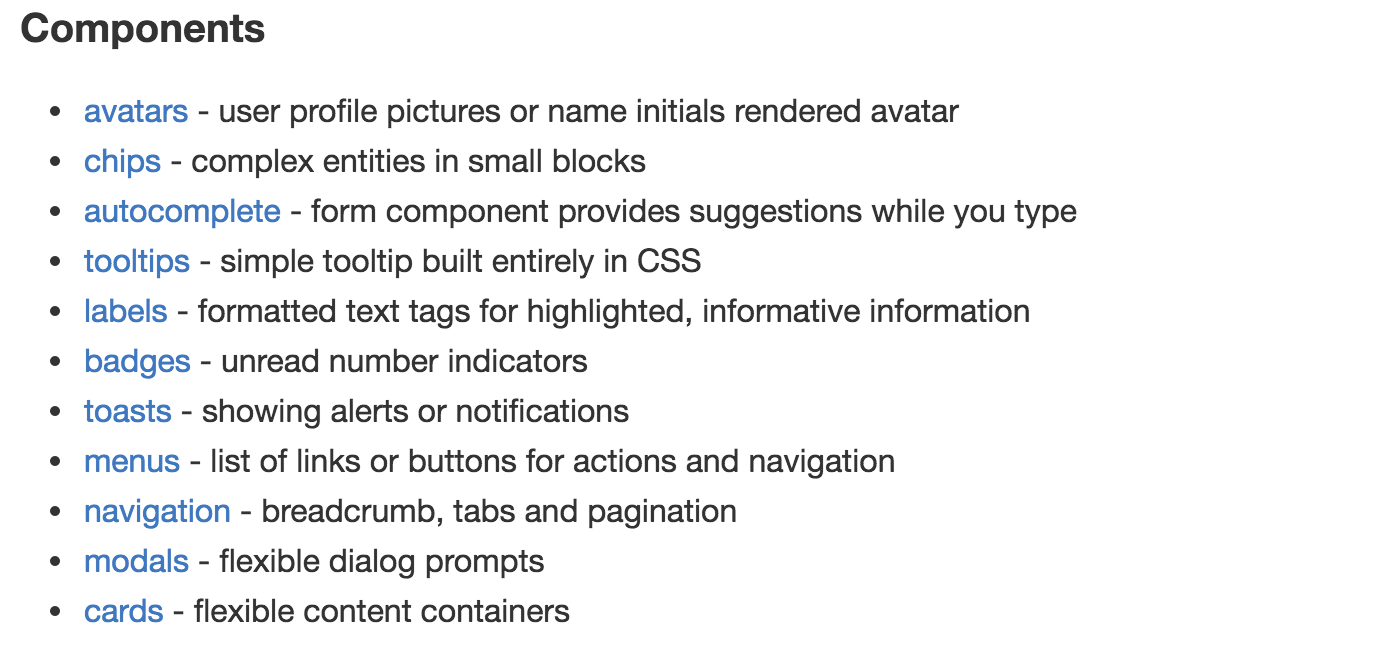 Components
• avatars - user profile pictures or name initials rendered avatar
• chips - complex entities in small blocks
• autocomplete - form component provides suggestions while you type
• tooltips - simple tooltip built entirely in CSS
• labels - formatted text tags for highlighted, informative information
• badges - unread number indicators
• toasts - showing alerts or notifications
• menus - list of links or buttons for actions and navigation
• navigation - breadcrumb, tabs and pagination
• modals - flexible dialog prompts
• cards - flexible content containers